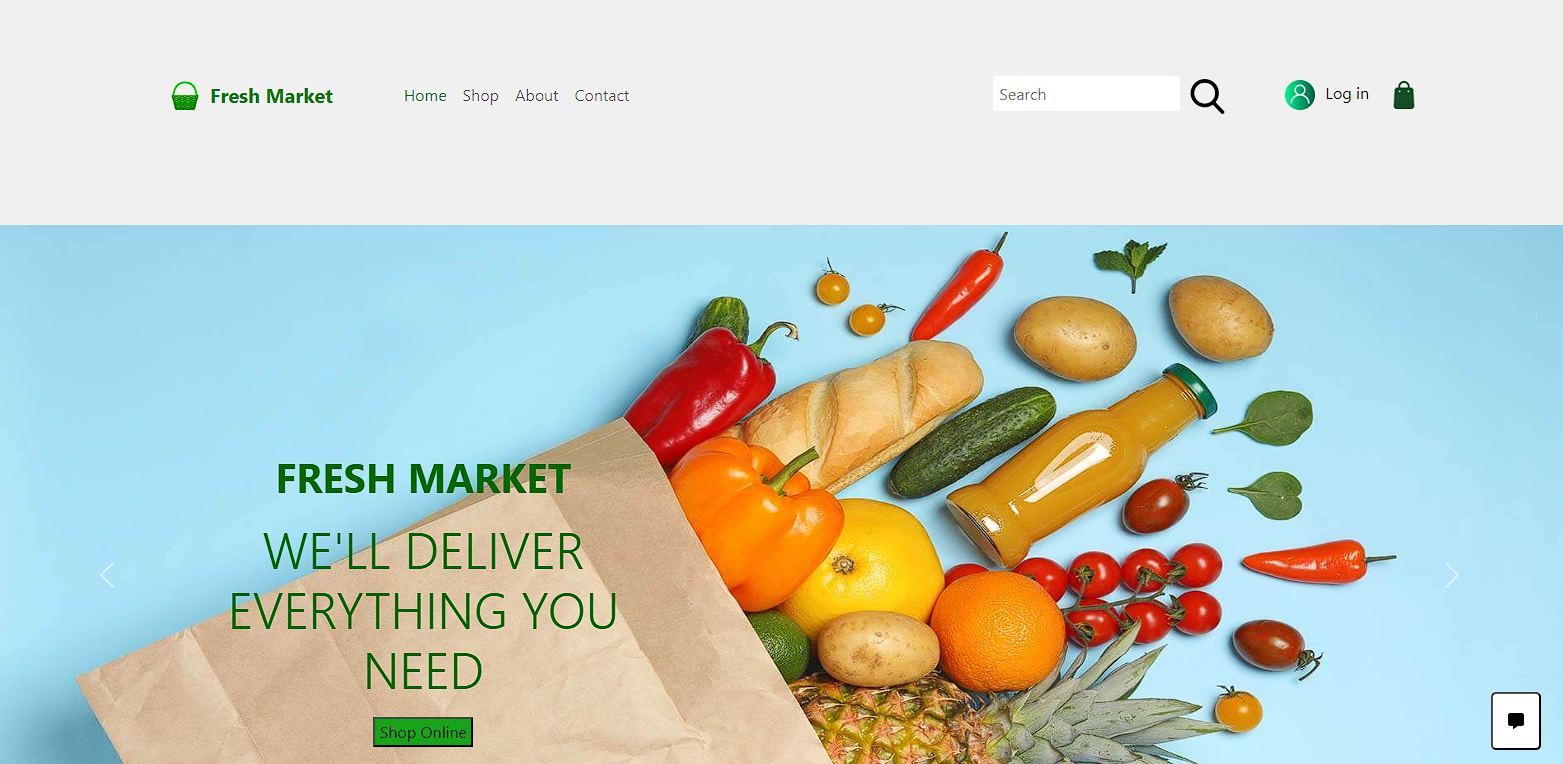 Fresh Market
Home Shop About Contact
Search
Log in
FRESH MARKET
WE'LL DELIVER
EVERYTHING YOU
NEED
Shop Online